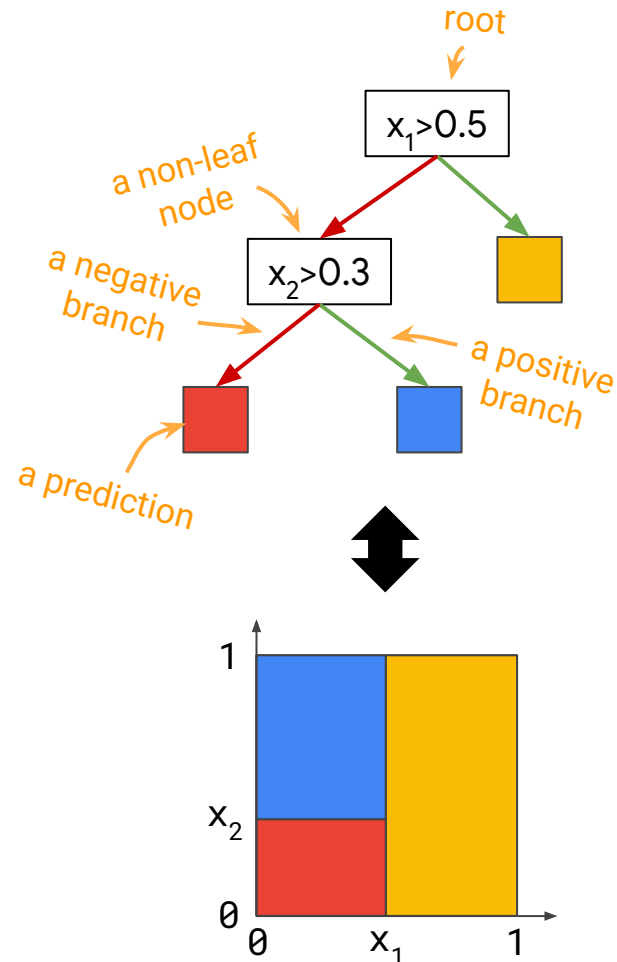 root
x₁>0.5
a non-leaf
node
x₂>0.3
a negative
branch
a positive
branch
a prediction
1
x₂
0
0
x₁
1